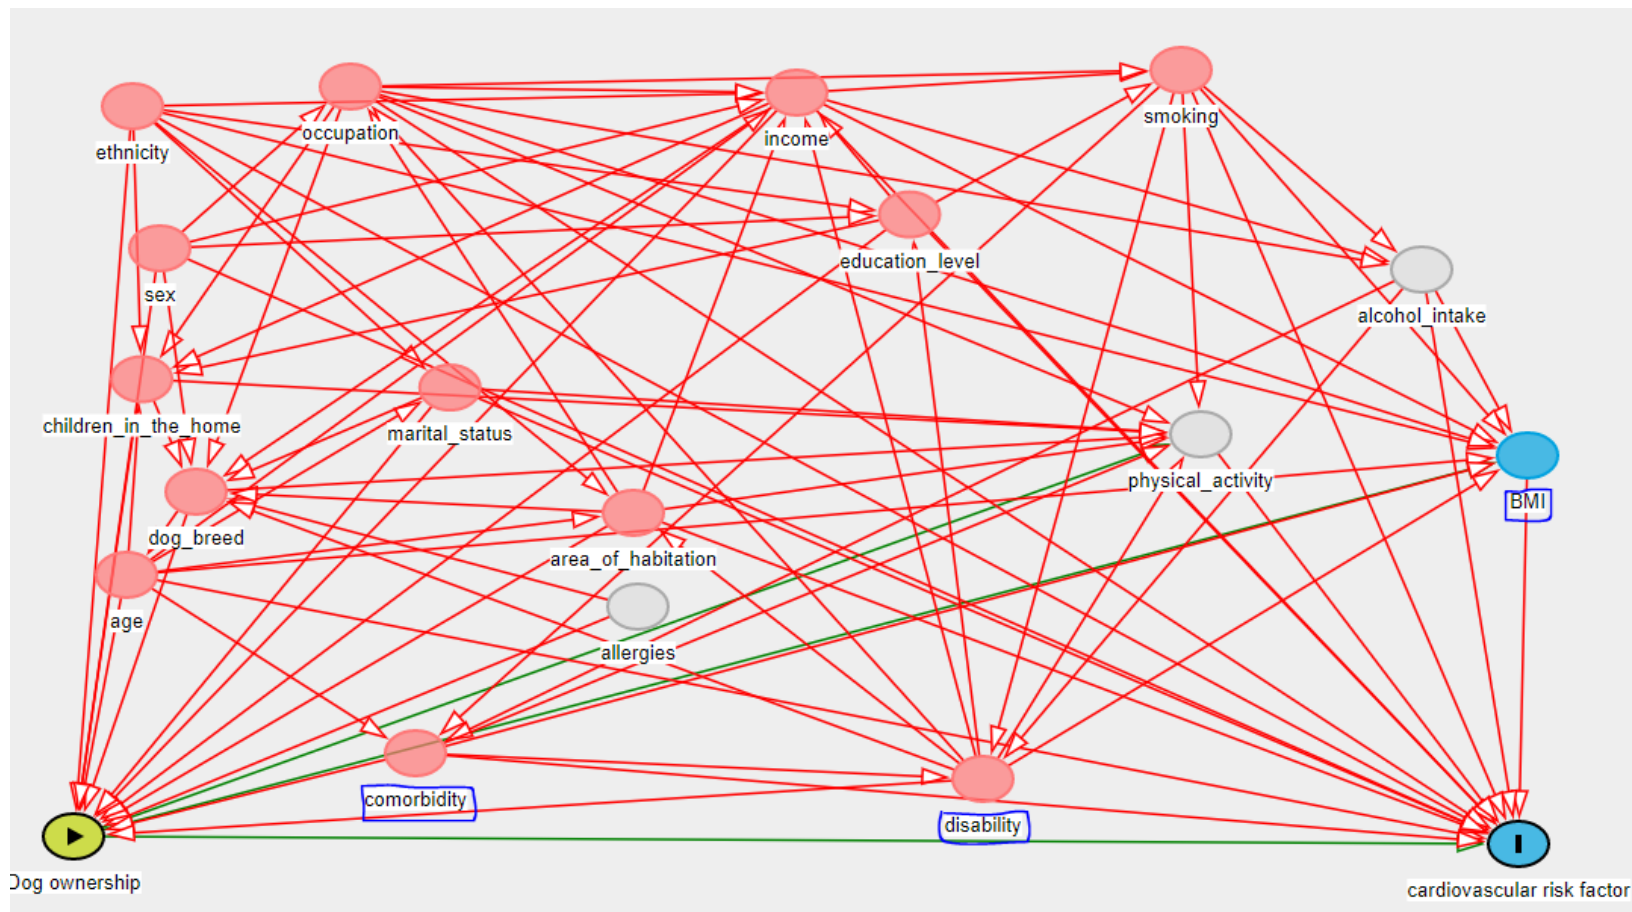 ethnicity
occupation
income
smoking
sex
education_level
alcohol_intake
children_in_the_home
marital_status
physical_activity
BMI
dog_breed
area_of_habitation
age
allergies
comorbidity
disability
Dog ownership
cardiovascular risk factor